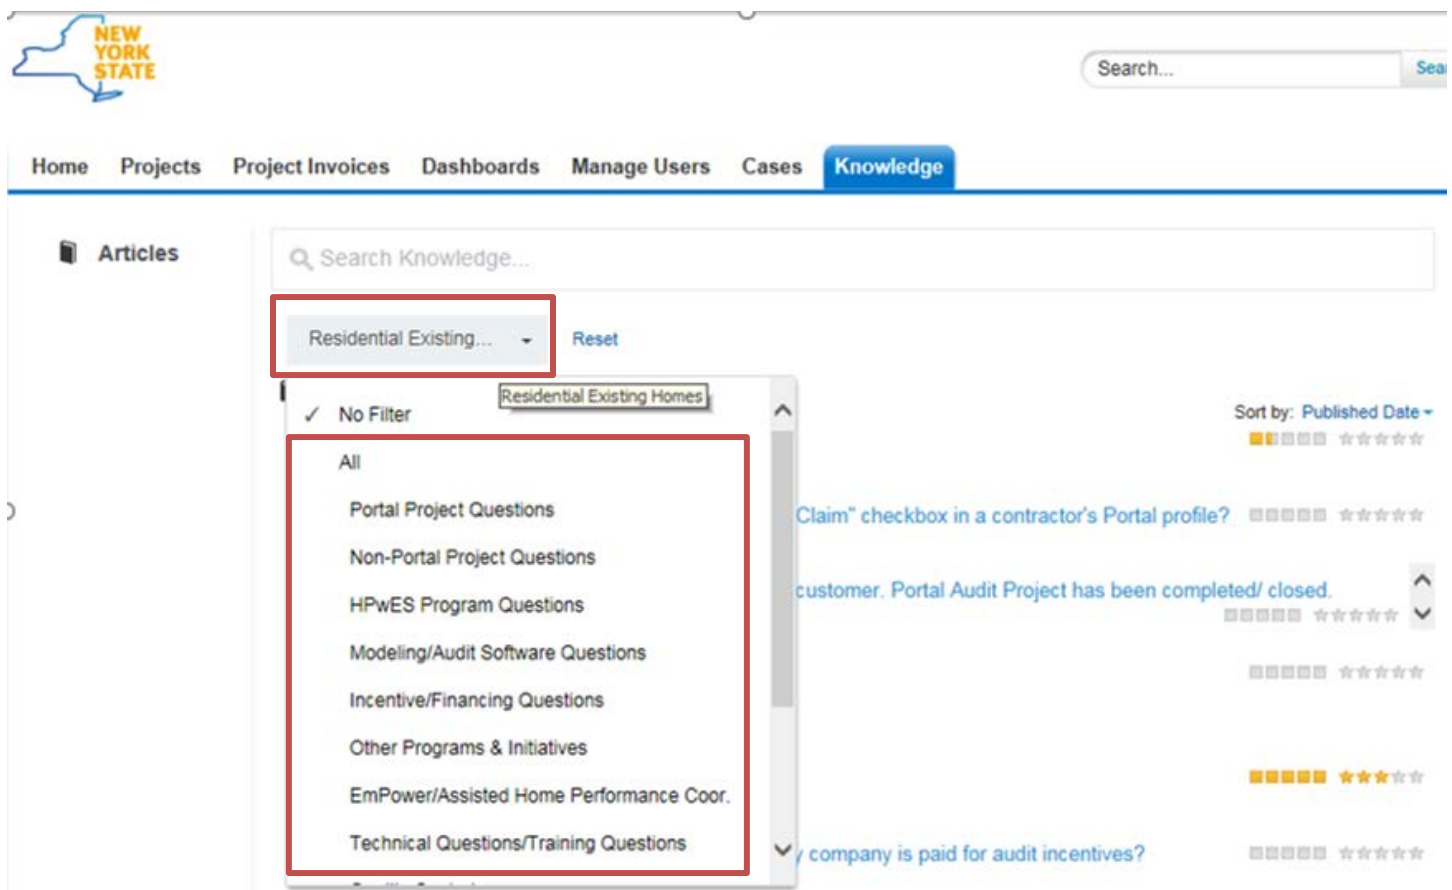 NEW
YORK
STATE
Search...
Home Projects Project Invoices Dashboards Manage Users Cases Knowledge
Articles
Search Knowledge...
Residential Existing... Reset
Residential Existing Homes
No Filter
Sort by: Published Date
All
Portal Project Questions
Claim" checkbox in a contractor's Portal profile?
Non-Portal Project Questions
customer. Portal Audit Project has been completed/ closed.
HPwES Program Questions
Modeling/Audit Software Questions
Incentive/Financing Questions
Other Programs & Initiatives
EmPower/Assisted Home Performance Coor.
Technical Questions/Training Questions
company is paid for audit incentives?